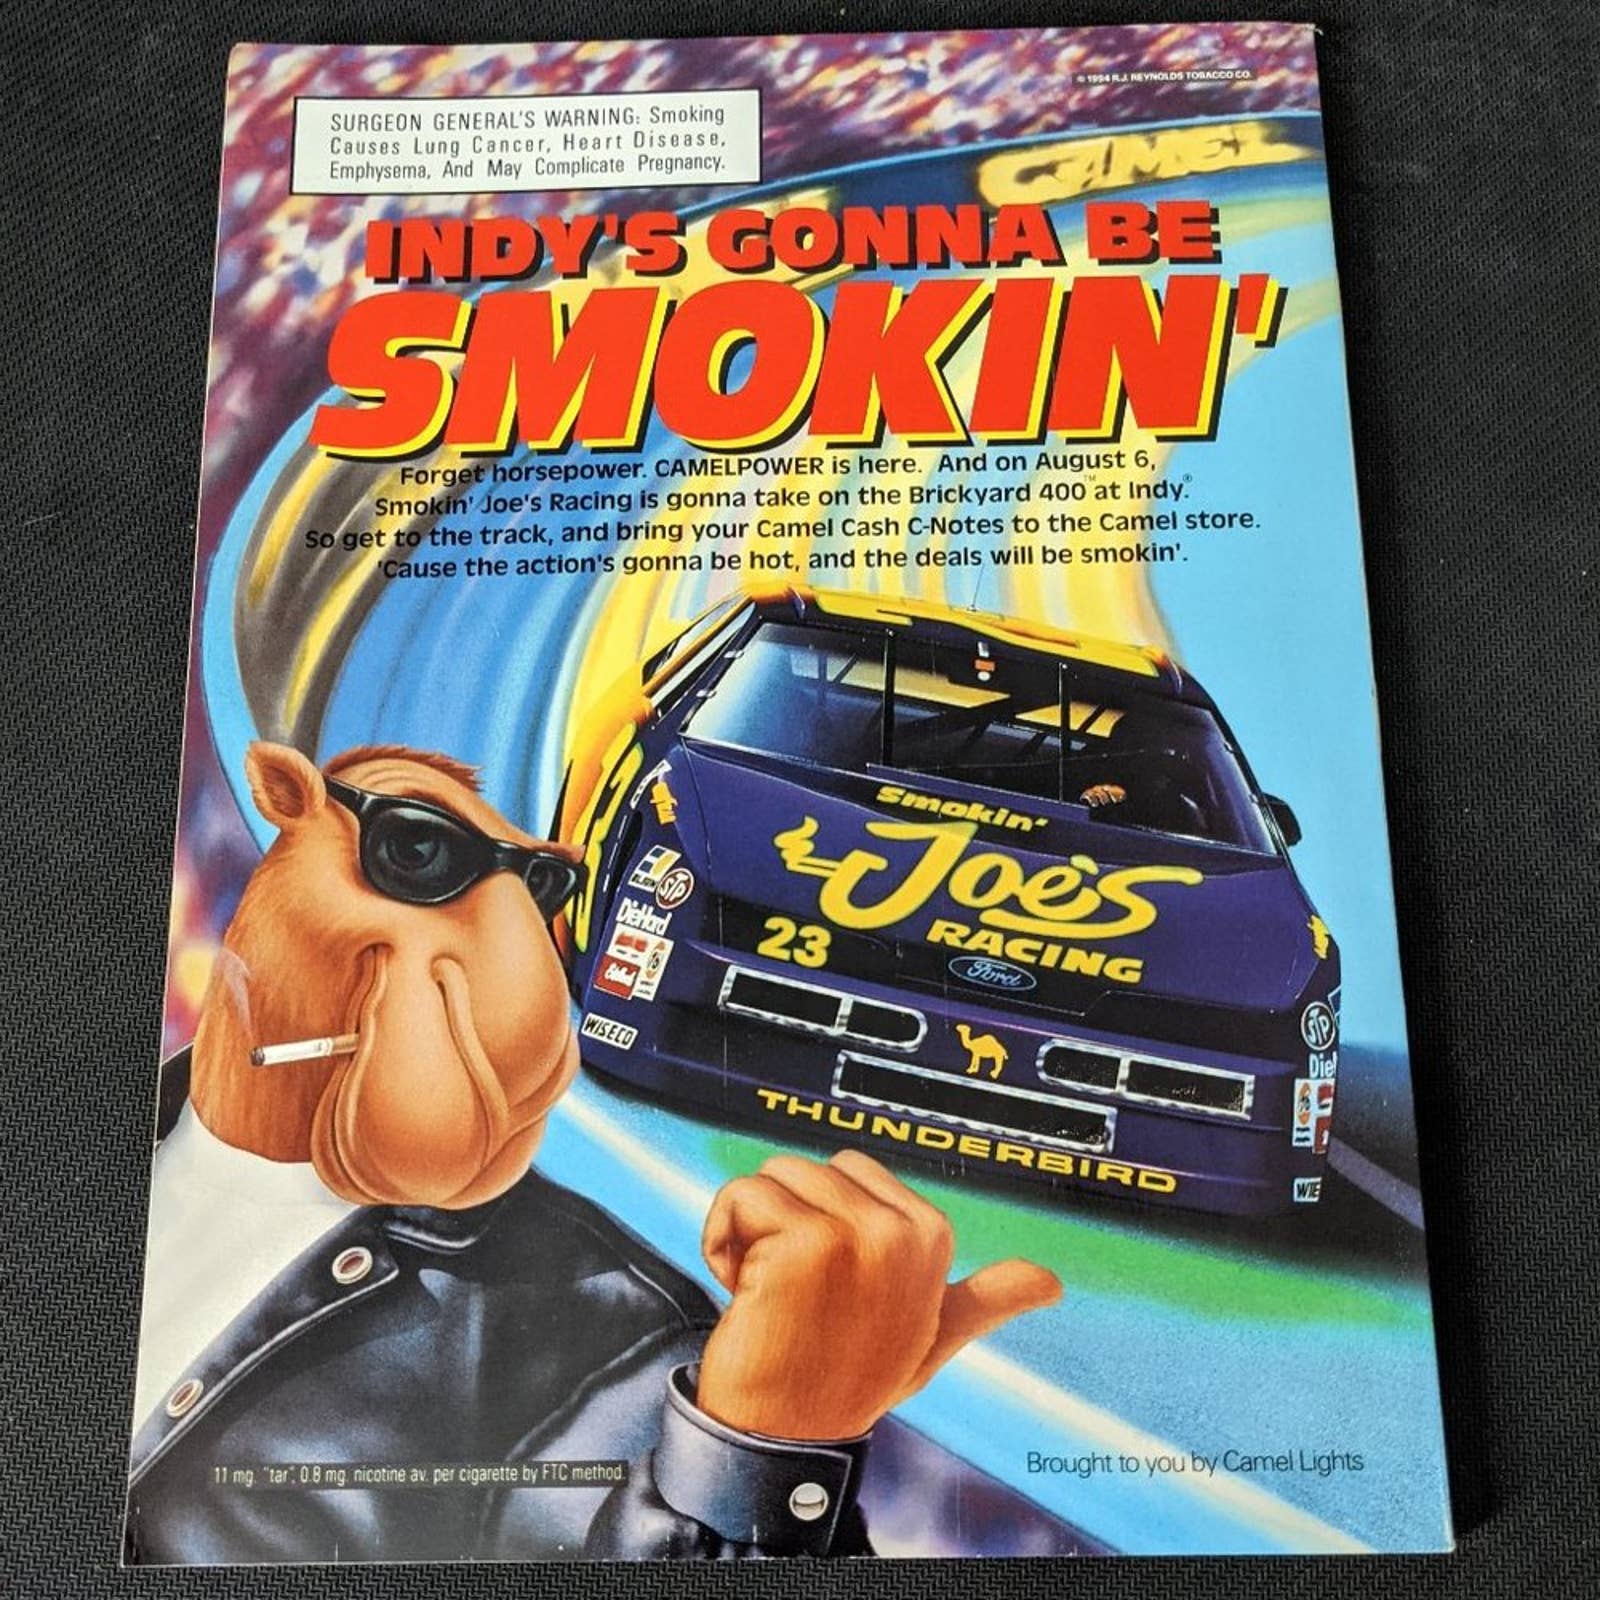 © 1994 R.J. REYNOLDS TOBACCO CO.
SURGEON GENERAL'S WARNING: Smoking
Causes Lung Cancer, Heart Disease,
Emphysema, And May Complicate Pregnancy.
CAMEL
INDY'S GONNA BE
SMOKIN'
Forget horsepower. CAMELPOWER is here. And on August 6,
Smokin' Joe's Racing is gonna take on the Brickyard 400™ at Indy.®
So get to the track, and bring your Camel Cash C-Notes to the Camel store.
'Cause the action's gonna be hot, and the deals will be smokin'.
Smokin'
Joe's
RACING
23
Ford
STP
DieHard
WISECO
THUNDERBIRD
STP
Die
WIS
11 mg. "tar", 0.8 mg. nicotine av. per cigarette by FTC method.
Brought to you by Camel Lights